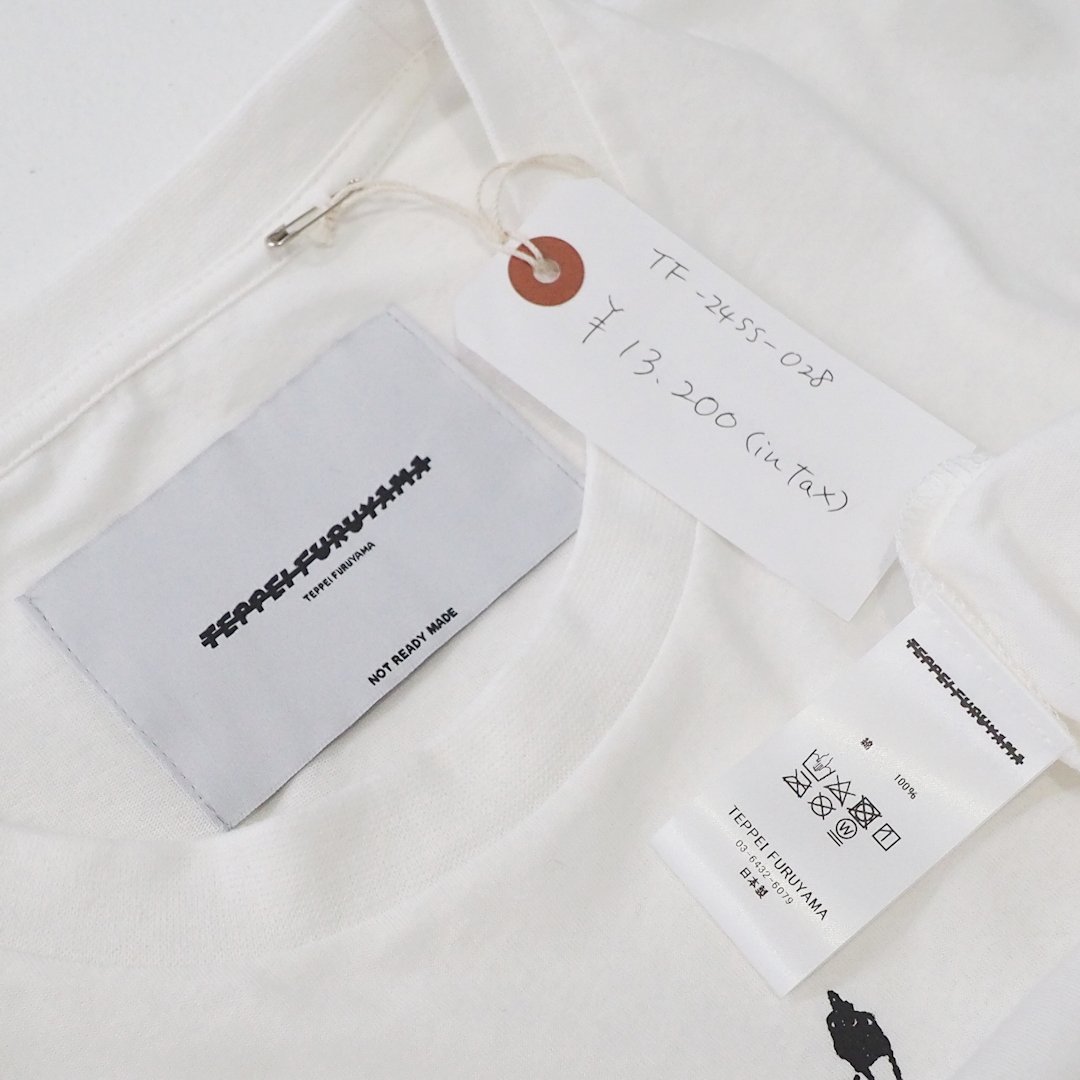 TF-24SS-028
¥ 13.200 (in tax)
TEPPEI FURUYAMA
TEPPEI FURUYAMA
NOT READY MADE
TEPPEI FURUYAMA
綿 100%
W
TEPPEI FURUYAMA
03-6432-6079
日本製